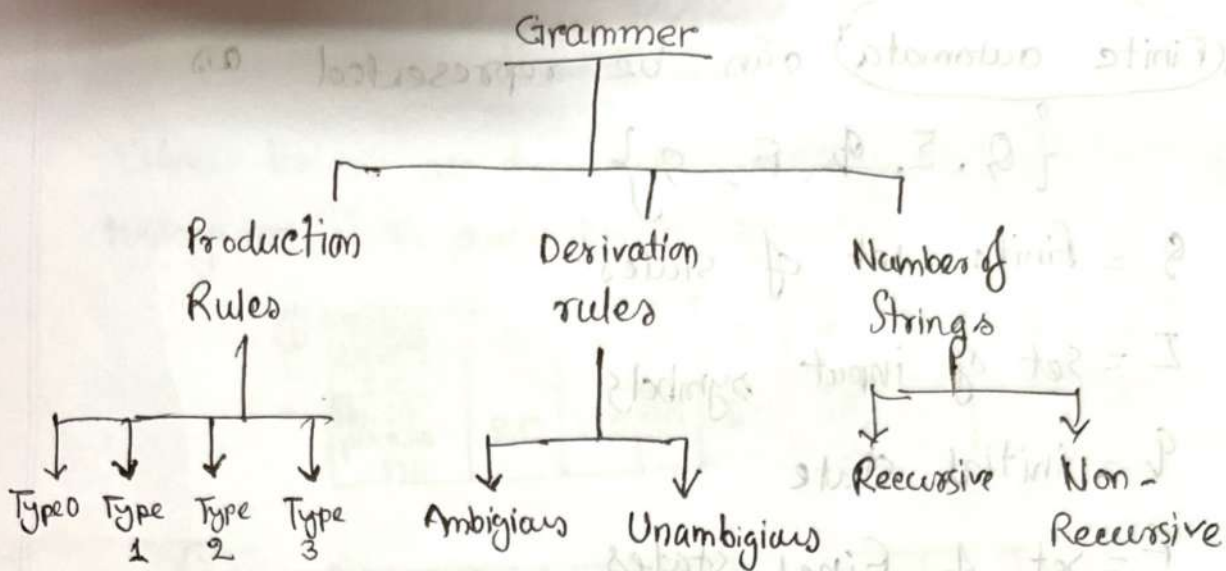 Grammer
Production Derivation Number of
Rules rules Strings
Type0 Type Type Type Ambigious Unambigious Reecursive Non-
1 2 3 Recursive